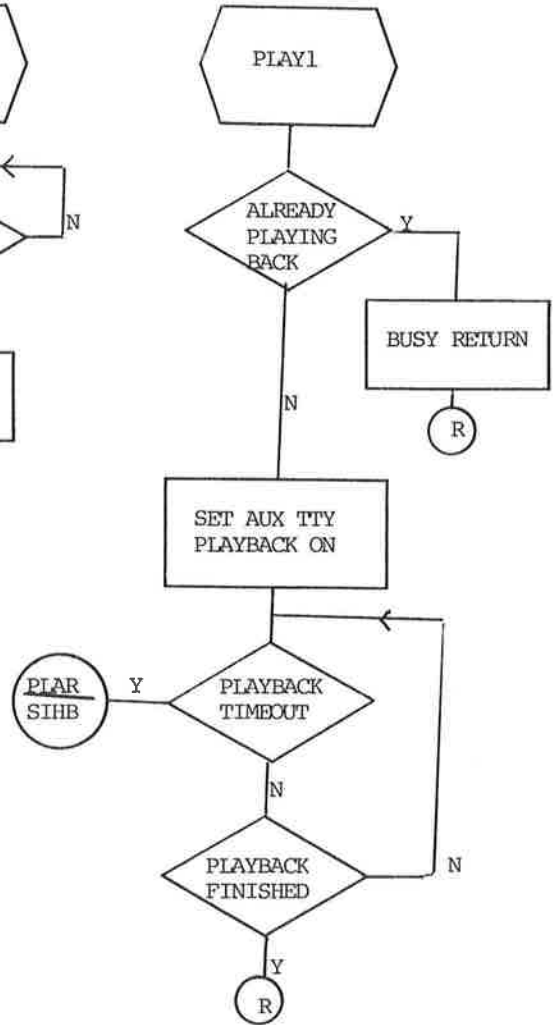 PLAY1
N
ALREADY
PLAYING
BACK
Y
BUSY RETURN
R
N
SET AUX TTY
PLAYBACK ON
PLAR
SIHB
Y
PLAYBACK
TIMEOUT
N
PLAYBACK
FINISHED
N
Y
R